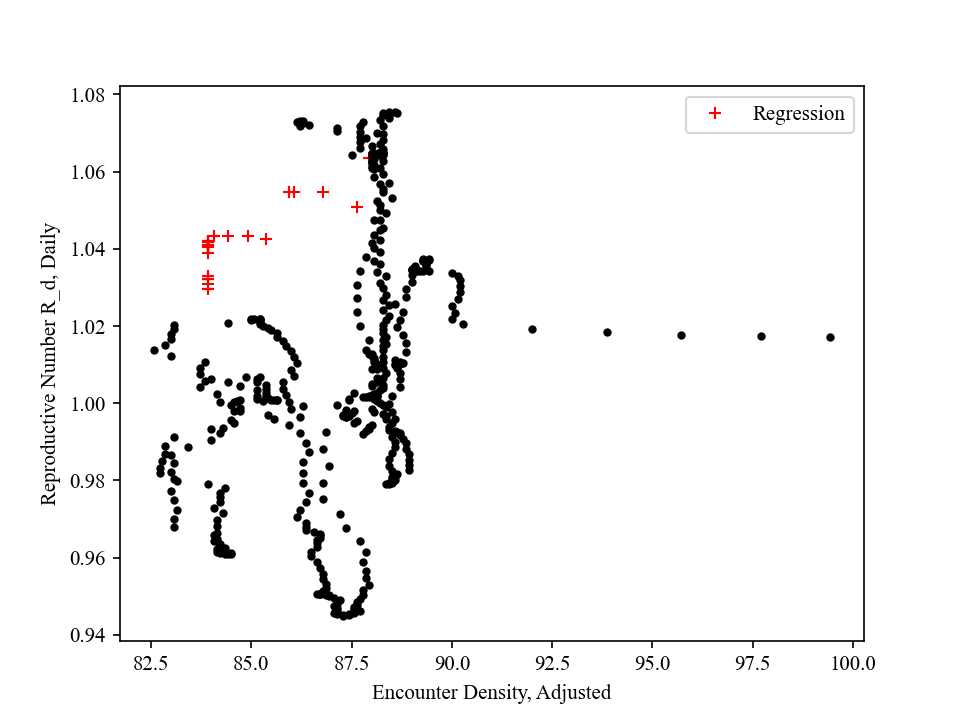 1.08
Regression
1.06
1.04
1.02
1.00
0.98
0.96
0.94
Reproductive Number R_d, Daily
82.5 85.0 87.5 90.0 92.5 95.0 97.5 100.0
Encounter Density, Adjusted